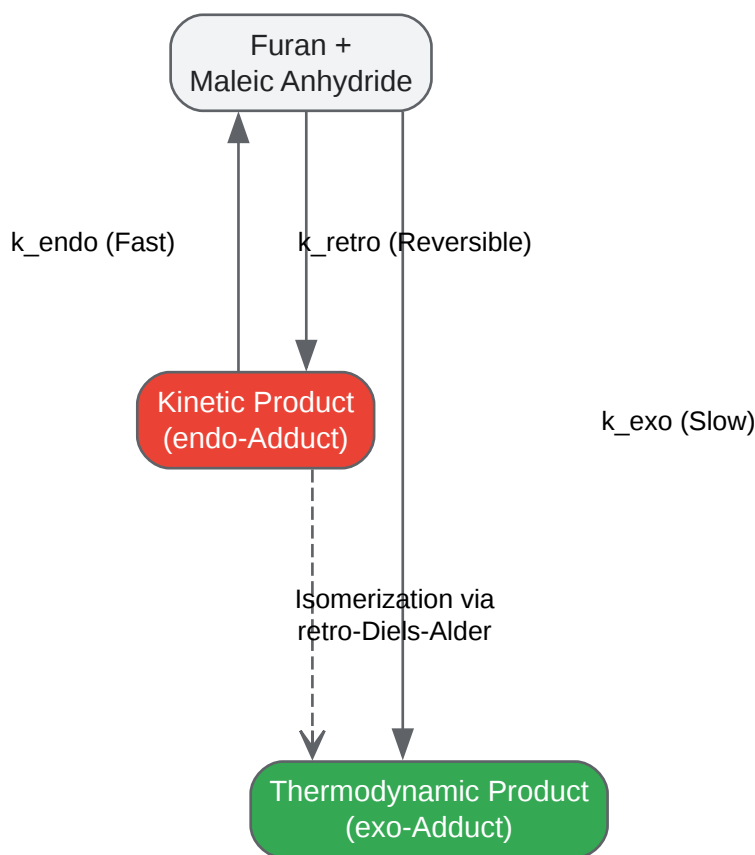 Furan +
Maleic Anhydride
k_endo (Fast)
k_retro (Reversible)
Kinetic Product
(endo-Adduct)
k_exo (Slow)
Isomerization via
retro-Diels-Alder
Thermodynamic Product
(exo-Adduct)